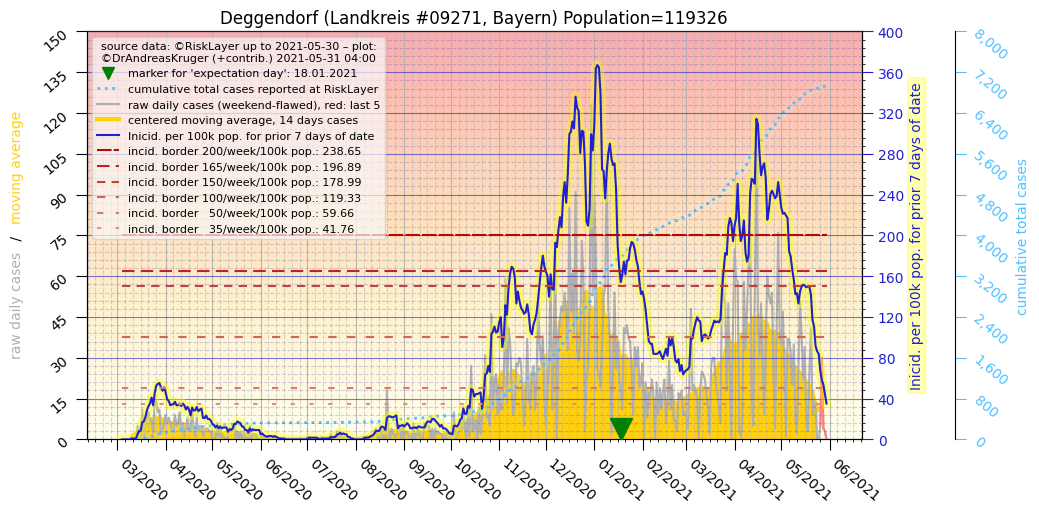 Deggendorf (Landkreis #09271, Bayern) Population=119326
source data: ©RiskLayer up to 2021-05-30 – plot:
©DrAndreasKruger (+contrib.) 2021-05-31 04:00
marker for 'expectation day': 18.01.2021
cumulative total cases reported at RiskLayer
raw daily cases (weekend-flawed), red: last 5
centered moving average, 14 days cases
Inicid. per 100k pop. for prior 7 days of date
incid. border 200/week/100k pop.: 238.65
incid. border 165/week/100k pop.: 196.89
incid. border 150/week/100k pop.: 178.99
incid. border 100/week/100k pop.: 119.33
incid. border 50/week/100k pop.: 59.66
incid. border 35/week/100k pop.: 41.76
raw daily cases / moving average
150
135
120
105
90
75
60
45
30
15
0
400
360
320
280
240
200
160
120
80
40
0
Inicid. per 100k pop. for prior 7 days of date
8,000
7,200
6,400
5,600
4,800
4,000
3,200
2,400
1,600
800
0
cumulative total cases
03/2020
04/2020
05/2020
06/2020
07/2020
08/2020
09/2020
10/2020
11/2020
12/2020
01/2021
02/2021
03/2021
04/2021
05/2021
06/2021